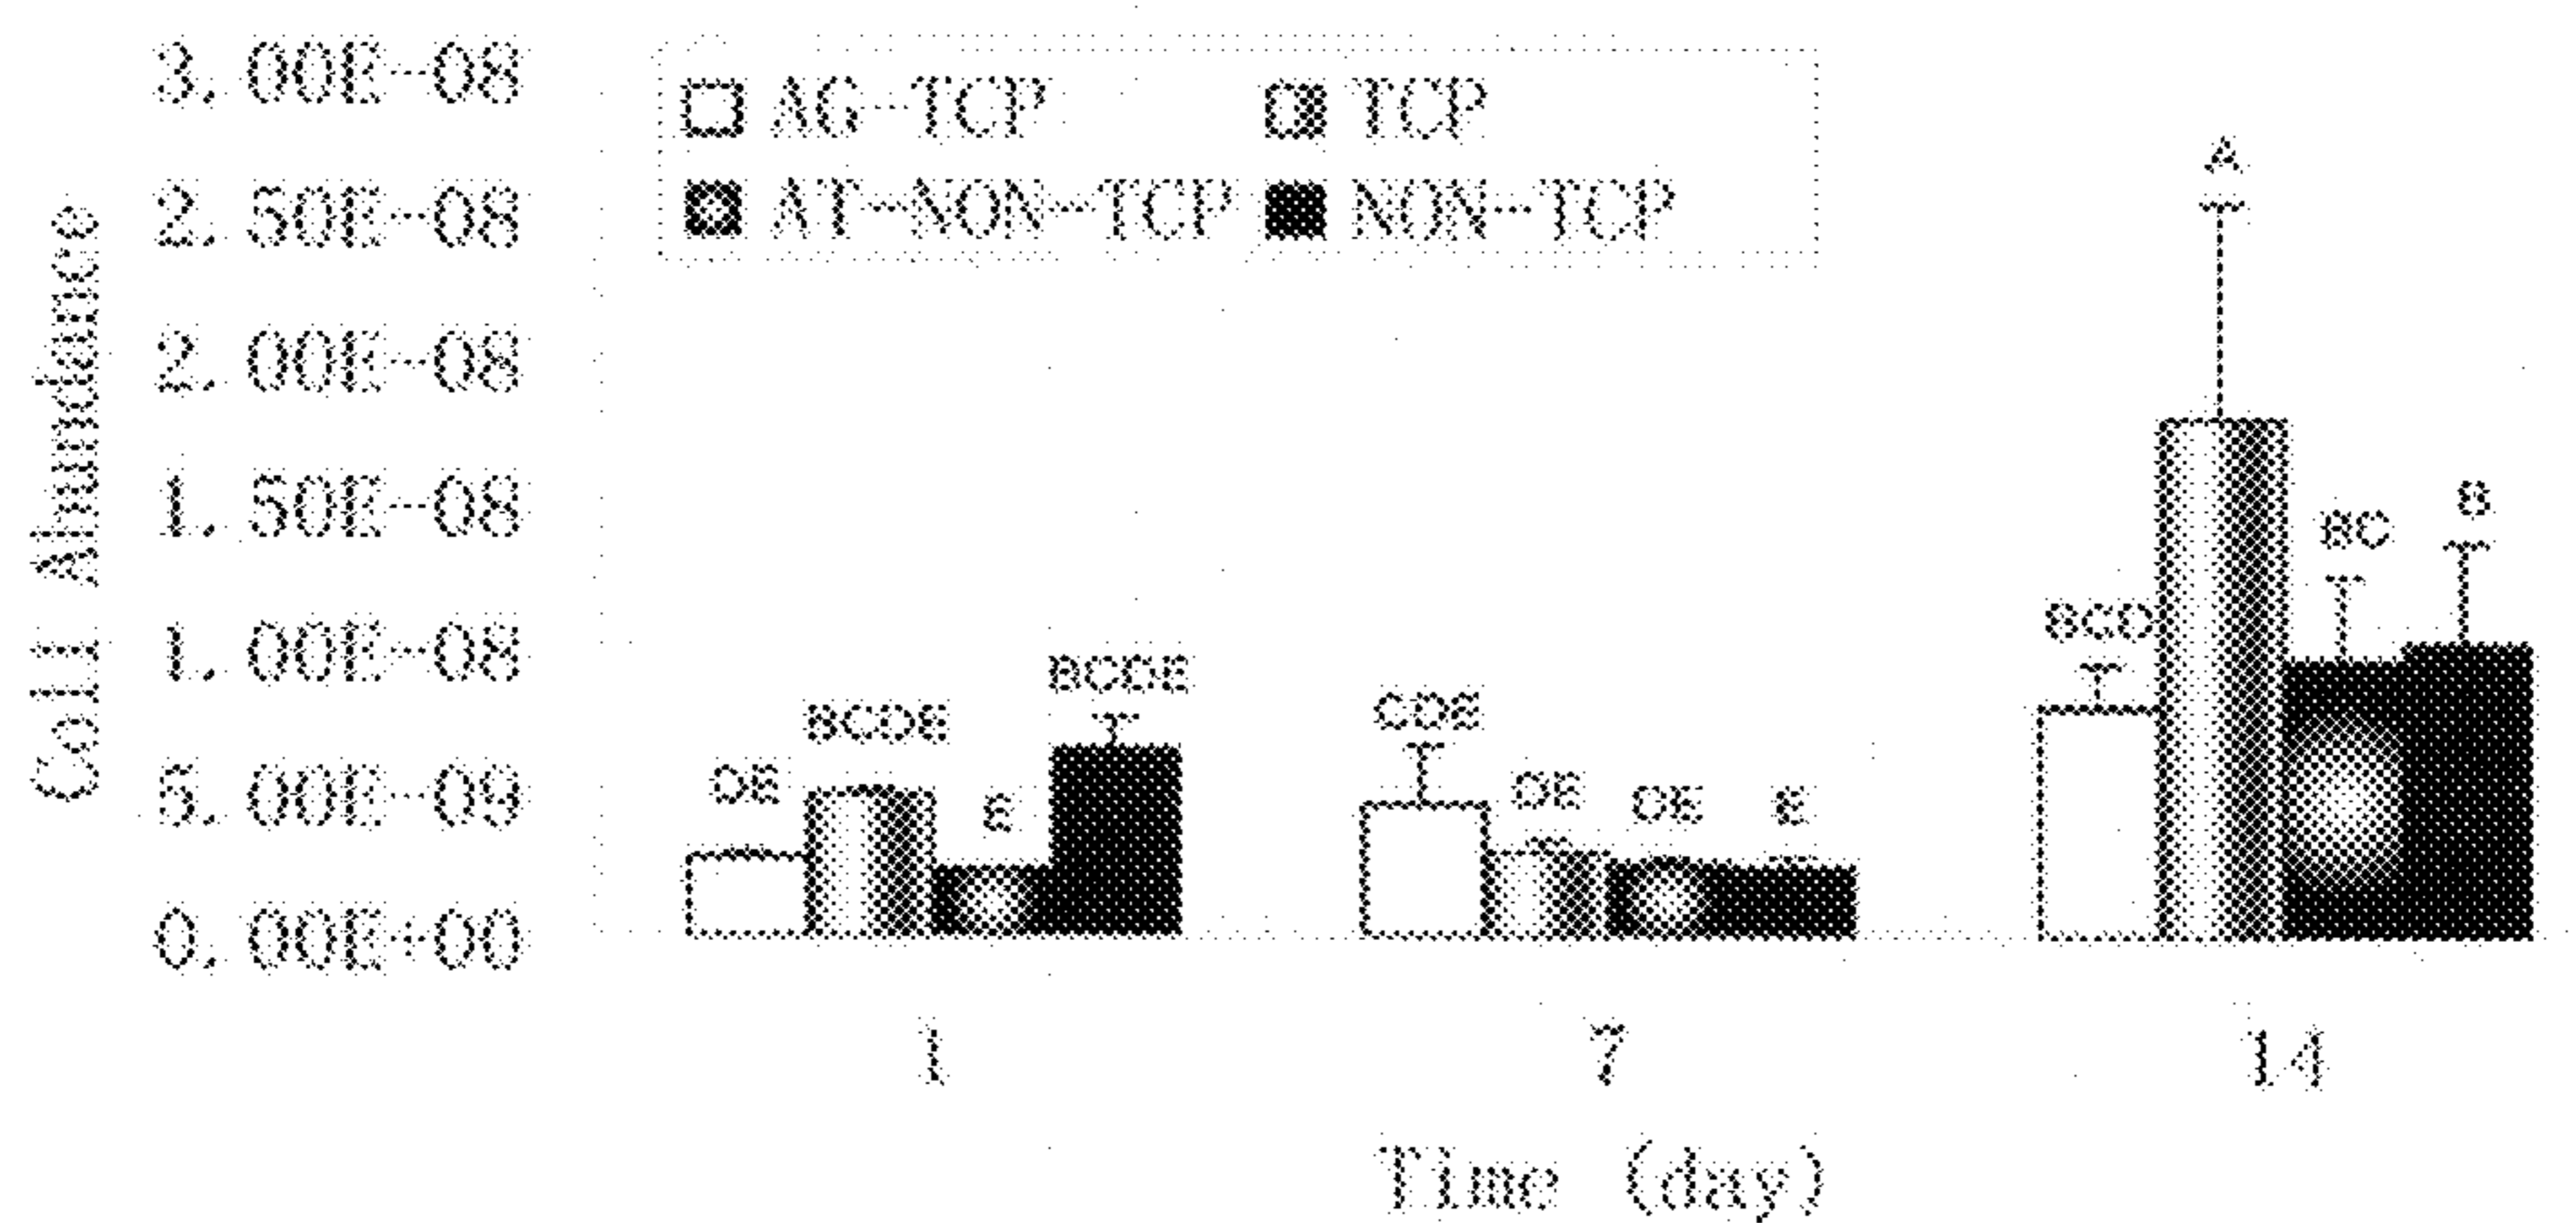 3.00E-08
2.50E-08
2.00E-08
1.50E-08
1.00E-08
5.00E-09
0.00E+00
Col1 Abundance
AG-TCP
TCP
AT-NON-TCP
NON-TCP
DE
BCDE
E
BCDE
CDE
DE
DE
E
BCD
A
BC
B
1
7
14
Time (day)